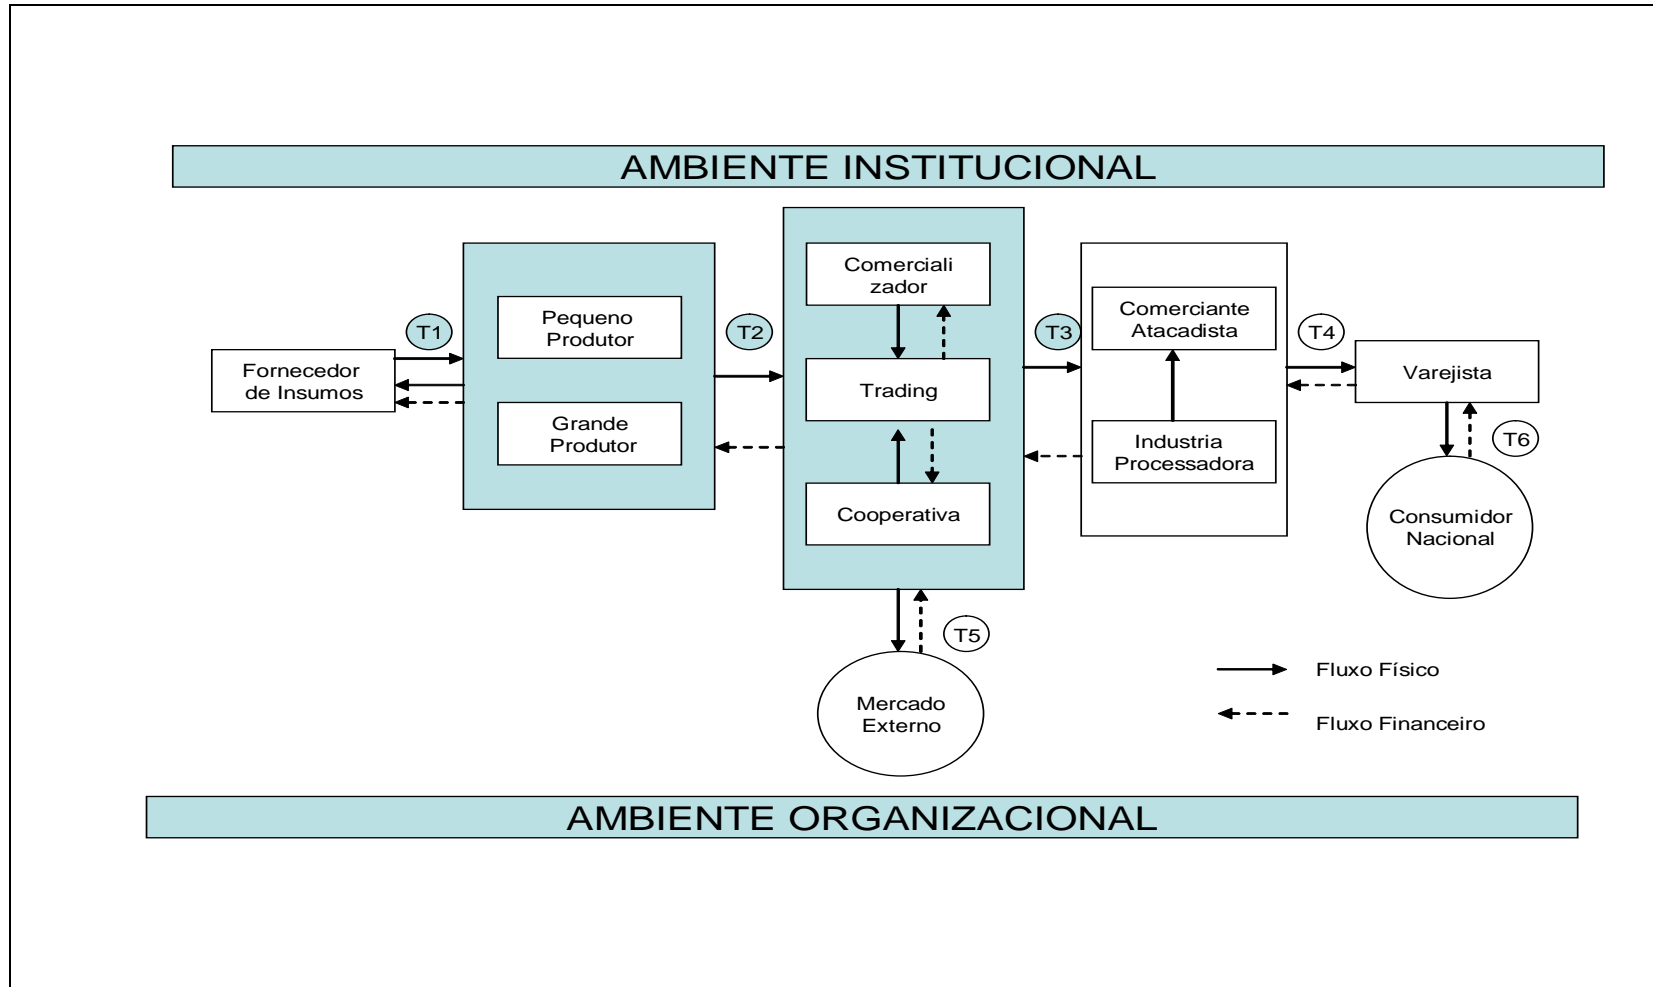 AMBIENTE INSTITUCIONAL
T1
Fornecedor
de Insumos
Pequeno
Produtor
Grande
Produtor
T2
Comerciali
zador
Trading
Cooperativa
T3
Comerciante
Atacadista
Industria
Processadora
T4
Varejista
T6
Consumidor
Nacional
T5
Mercado
Externo
Fluxo Físico
Fluxo Financeiro
AMBIENTE ORGANIZACIONAL